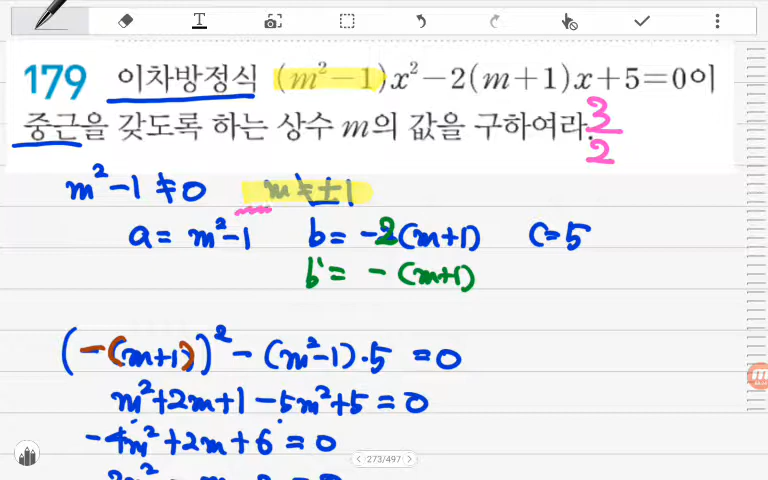 179 이차방정식 (m²-1)x²-2(m+1)x+5=0이
중근을 갖도록 하는 상수 m의 값을 구하여라. 3/2
m²-1≠0 m≠±1
a= m²-1 b= -2(m+1) c=5
b'= -(m+1)
(-(m+1))² - (m²-1)·5 =0
m²+2m+1 -5m²+5 =0
-4m²+2m+6 =0
273/497